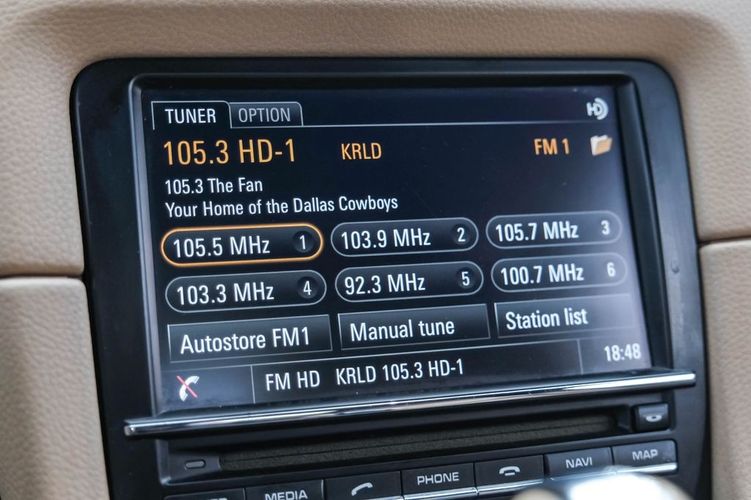 TUNER OPTION HD
105.3 HD-1 KRLD FM 1
105.3 The Fan
Your Home of the Dallas Cowboys
105.5 MHz 1 103.9 MHz 2 105.7 MHz 3
103.3 MHz 4 92.3 MHz 5 100.7 MHz 6
Autostore FM1 Manual tune Station list
FM HD KRLD 105.3 HD-1 18:48
MEDIA PHONE NAVI MAP